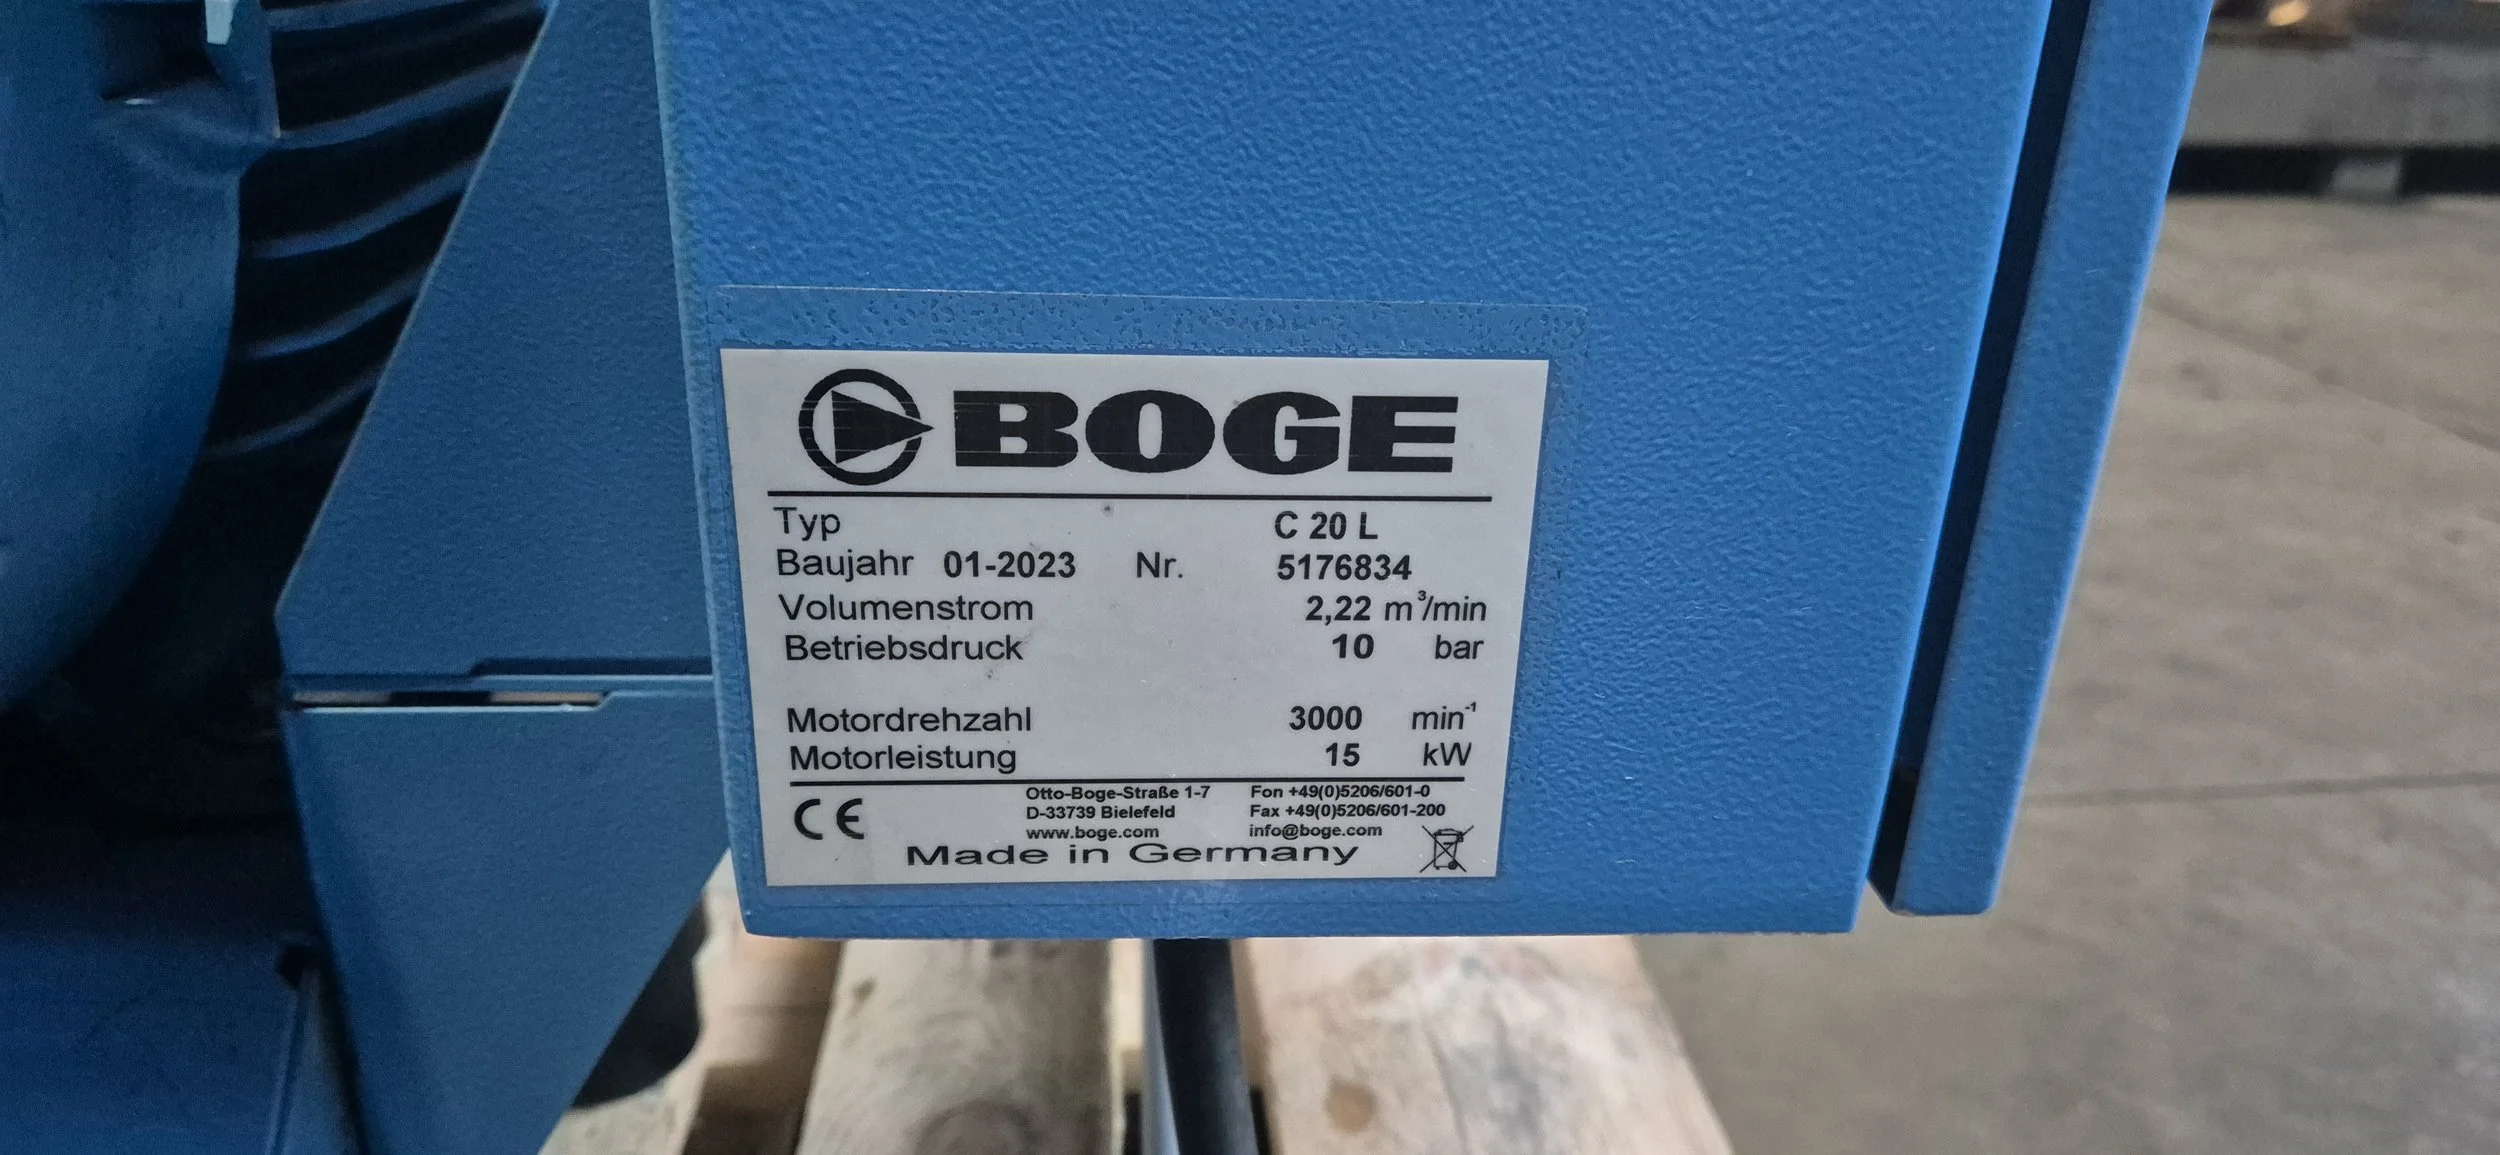 BOGE
Typ C 20 L
Baujahr 01-2023 Nr. 5176834
Volumenstrom 2,22 m³/min
Betriebsdruck 10 bar
Motordrehzahl 3000 min⁻¹
Motorleistung 15 kW
CE
Otto-Boge-Straße 1-7 Fon +49(0)5206/601-0
D-33739 Bielefeld Fax +49(0)5206/601-200
www.boge.com info@boge.com
Made in Germany